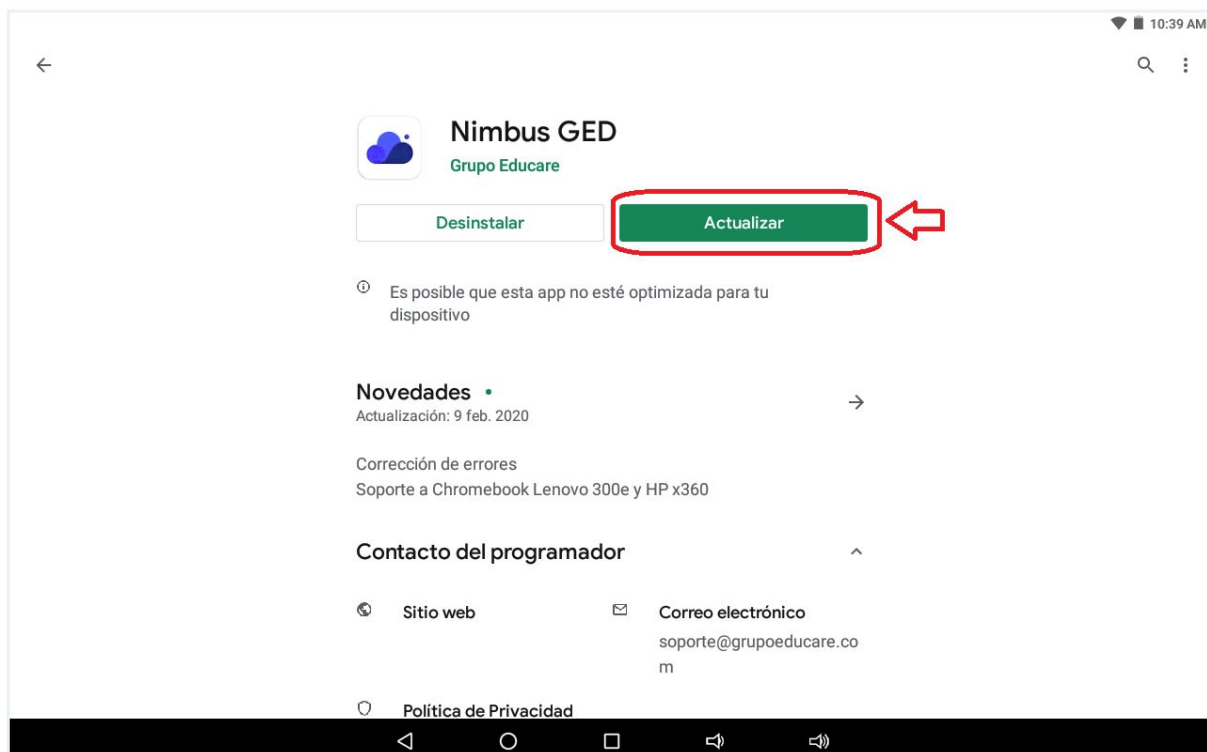 10:39 AM
Nimbus GED
Grupo Educare
Desinstalar
Actualizar
Es posible que esta app no esté optimizada para tu
dispositivo
Novedades •
Actualización: 9 feb. 2020
Corrección de errores
Soporte a Chromebook Lenovo 300e y HP x360
Contacto del programador
Sitio web
Correo electrónico
soporte@grupoeducare.co
m
Política de Privacidad